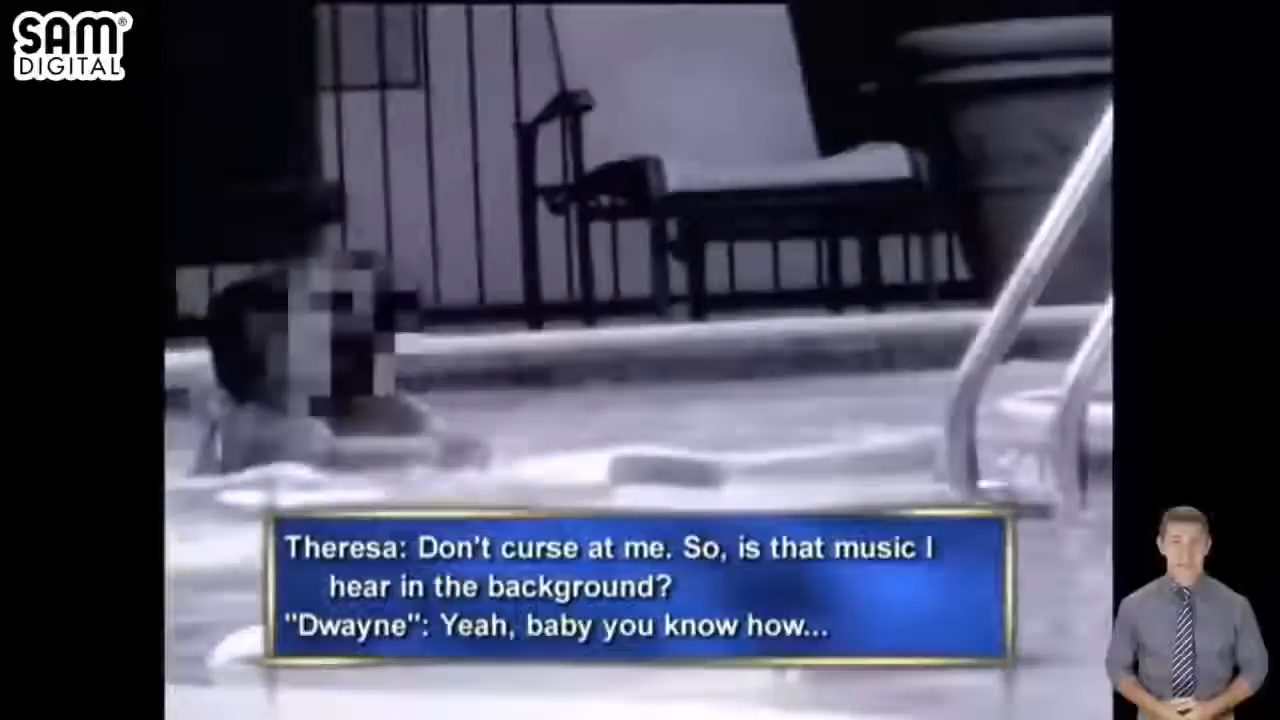 SAM®
DIGITAL
Theresa: Don't curse at me. So, is that music I
hear in the background?
"Dwayne": Yeah, baby you know how...